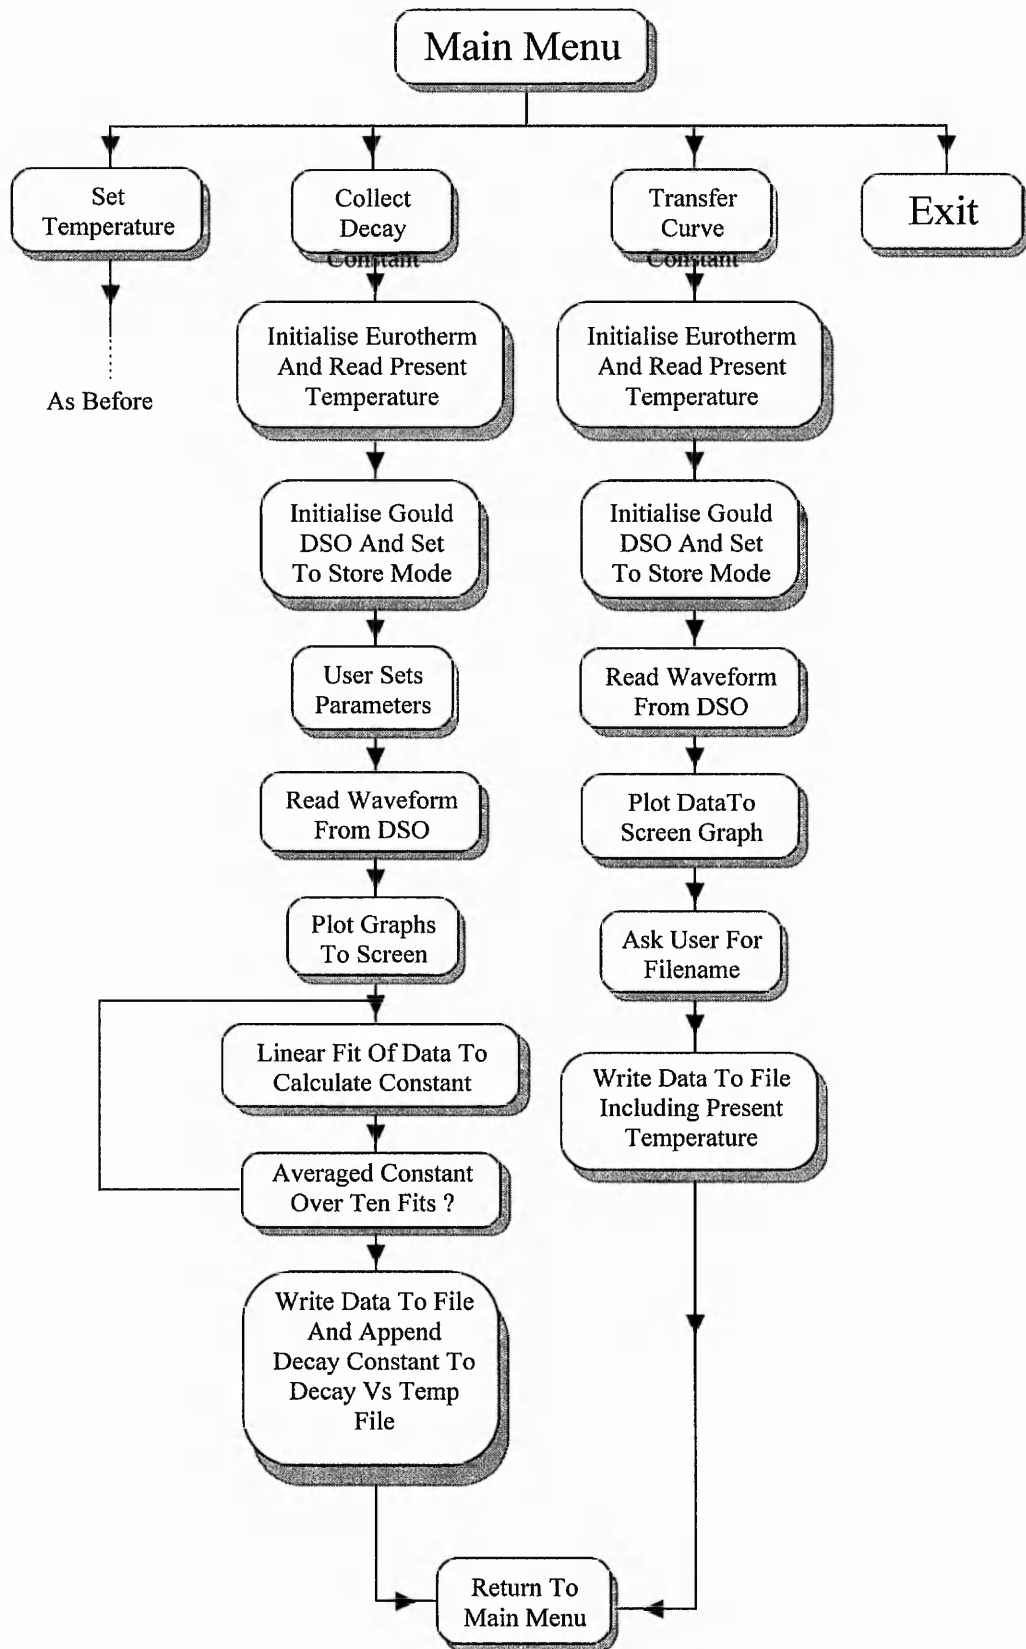 Main Menu
Set
Temperature
As Before
Collect
Decay
Constant
Initialise Eurotherm
And Read Present
Temperature
Initialise Gould
DSO And Set
To Store Mode
User Sets
Parameters
Read Waveform
From DSO
Plot Graphs
To Screen
Linear Fit Of Data To
Calculate Constant
Averaged Constant
Over Ten Fits ?
Write Data To File
And Append
Decay Constant To
Decay Vs Temp
File
Transfer
Curve
Constant
Initialise Eurotherm
And Read Present
Temperature
Initialise Gould
DSO And Set
To Store Mode
Read Waveform
From DSO
Plot DataTo
Screen Graph
Ask User For
Filename
Write Data To File
Including Present
Temperature
Exit
Return To
Main Menu